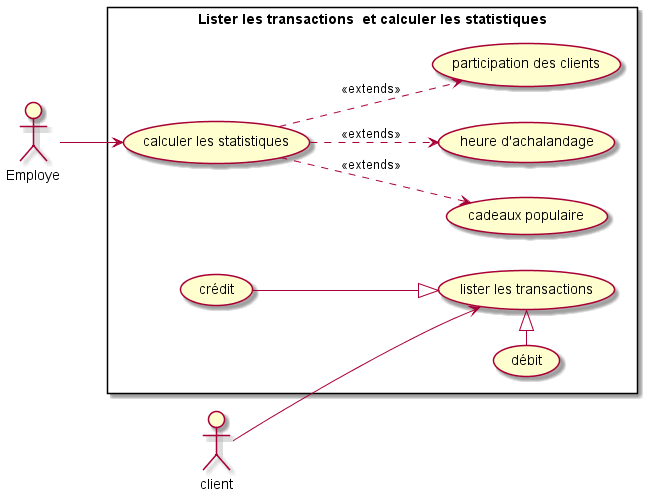 Lister les transactions  et calculer les statistiques
participation des clients
«extends»
Employe
calculer les statistiques
«extends»
heure d'achalandage
«extends»
cadeaux populaire
crédit
lister les transactions
débit
client